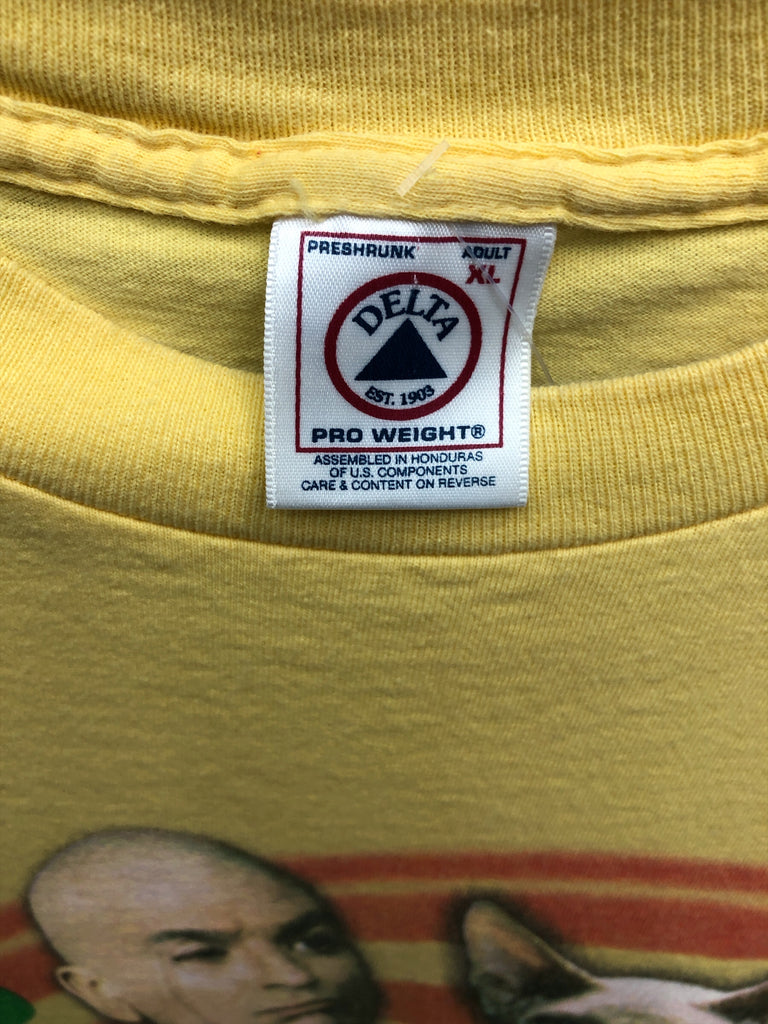 PRESHRUNK ADULT
XL
DELTA
EST. 1903
PRO WEIGHT®
ASSEMBLED IN HONDURAS
OF U.S. COMPONENTS
CARE & CONTENT ON REVERSE